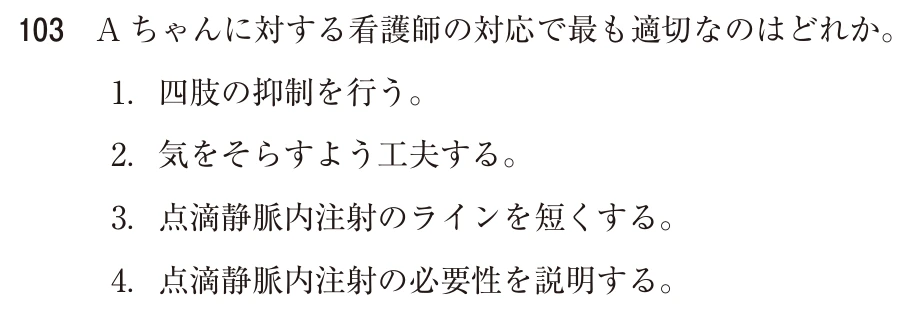 103 Aちゃんに対する看護師の対応で最も適切なのはどれか。
1. 四肢の抑制を行う。
2. 気をそらすよう工夫する。
3. 点滴静脈内注射のラインを短くする。
4. 点滴静脈内注射の必要性を説明する。